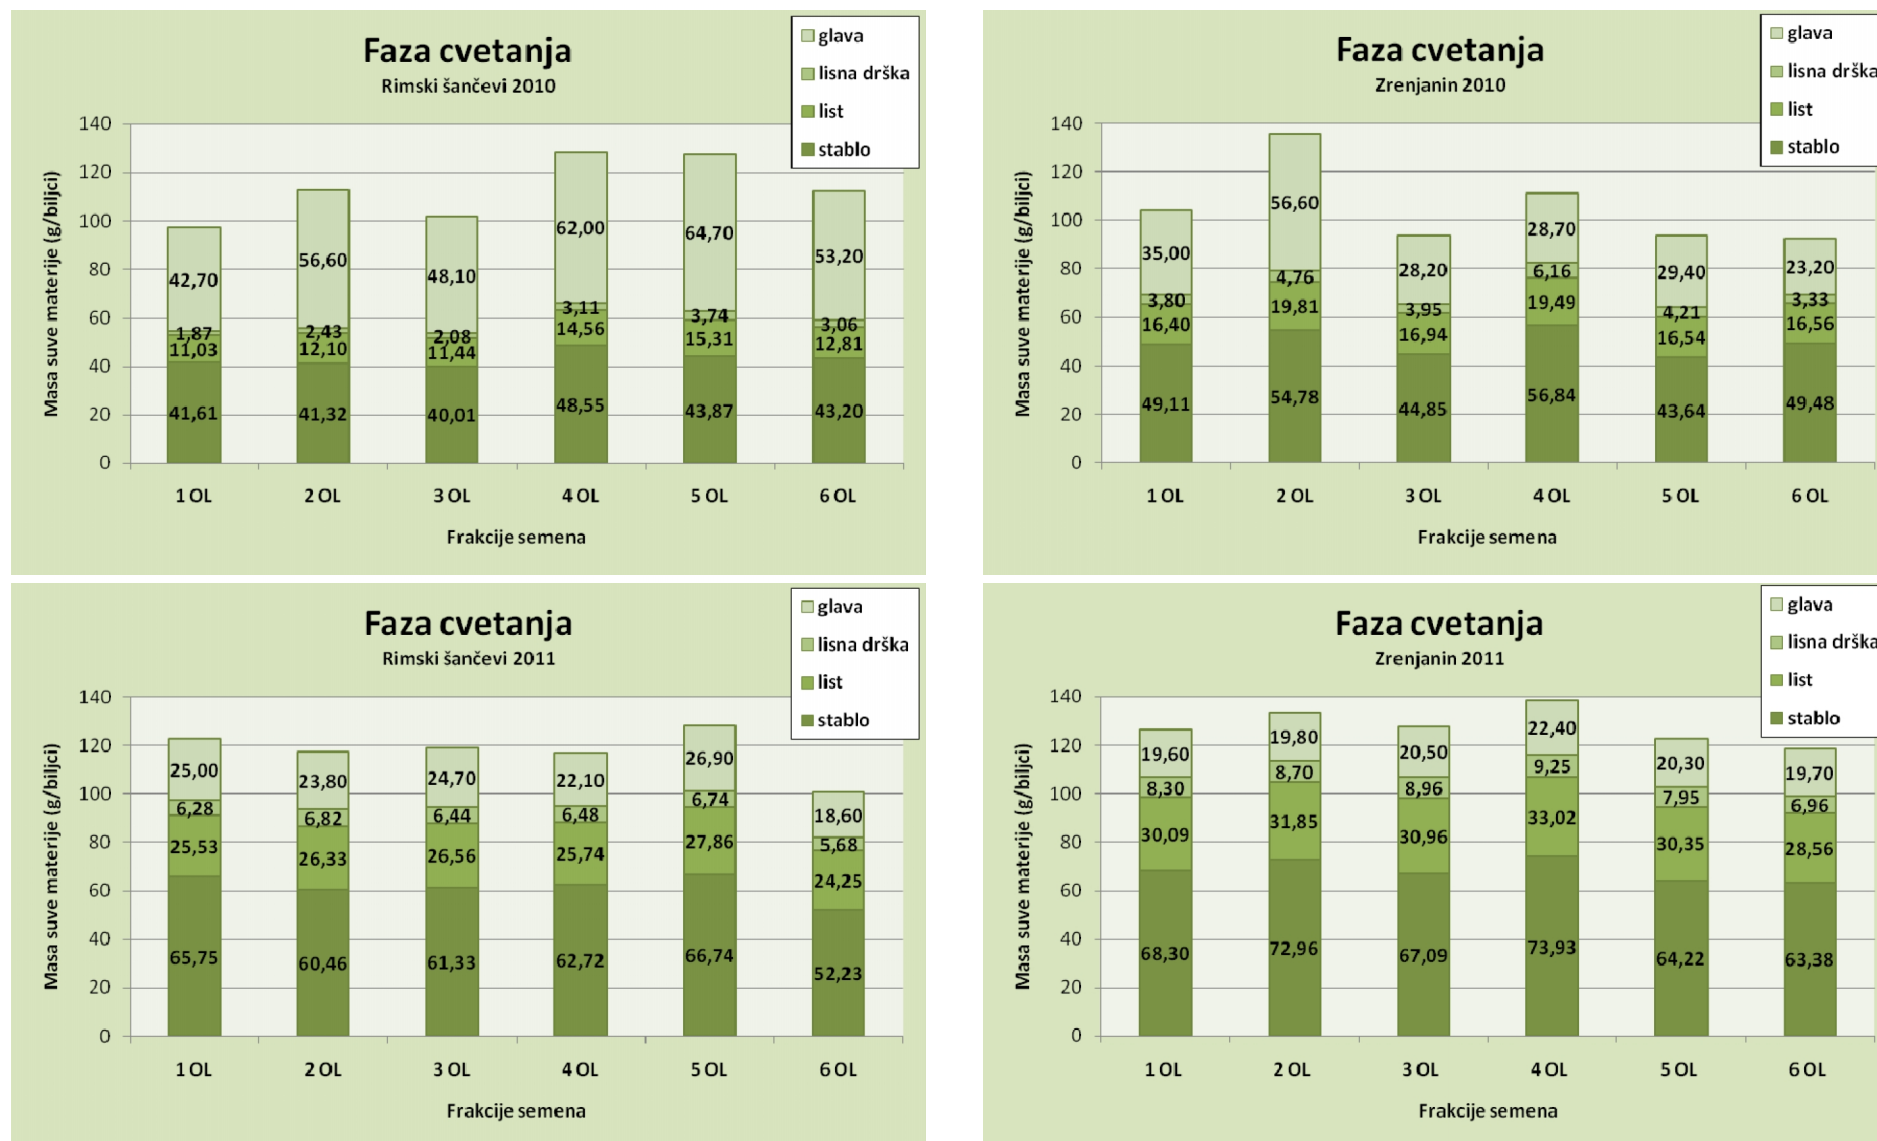 Faza cvetanja
Rimski šančevi 2010
glava
lisna drška
list
stablo
Masa suve materije (g/biljci)
140
120
100
80
60
40
20
0
42,70 56,60 48,10 62,00 64,70 53,20
1,87 2,43 2,08 3,11 3,74 3,06
11,03 12,10 11,44 14,56 15,31 12,81
41,61 41,32 40,01 48,55 43,87 43,20
1 OL 2 OL 3 OL 4 OL 5 OL 6 OL
Frakcije semena
Faza cvetanja
Zrenjanin 2010
glava
lisna drška
list
stablo
Masa suve materije (g/biljci)
140
120
100
80
60
40
20
0
35,00 56,60 28,20 28,70 29,40 23,20
3,80 4,76 3,95 6,16 4,21 3,33
16,40 19,81 16,94 19,49 16,54 16,56
49,11 54,78 44,85 56,84 43,64 49,48
1 OL 2 OL 3 OL 4 OL 5 OL 6 OL
Frakcije semena
Faza cvetanja
Rimski šančevi 2011
glava
lisna drška
list
stablo
Masa suve materije (g/biljci)
140
120
100
80
60
40
20
0
25,00 23,80 24,70 22,10 26,90 18,60
6,28 6,82 6,44 6,48 6,74 5,68
25,53 26,33 26,56 25,74 27,86 24,25
65,75 60,46 61,33 62,72 66,74 52,23
1 OL 2 OL 3 OL 4 OL 5 OL 6 OL
Frakcije semena
Faza cvetanja
Zrenjanin 2011
glava
lisna drška
list
stablo
Masa suve materije (g/biljci)
140
120
100
80
60
40
20
0
19,60 19,80 20,50 22,40 20,30 19,70
8,30 8,70 8,96 9,25 7,95 6,96
30,09 31,85 30,96 33,02 30,35 28,56
68,30 72,96 67,09 73,93 64,22 63,38
1 OL 2 OL 3 OL 4 OL 5 OL 6 OL
Frakcije semena